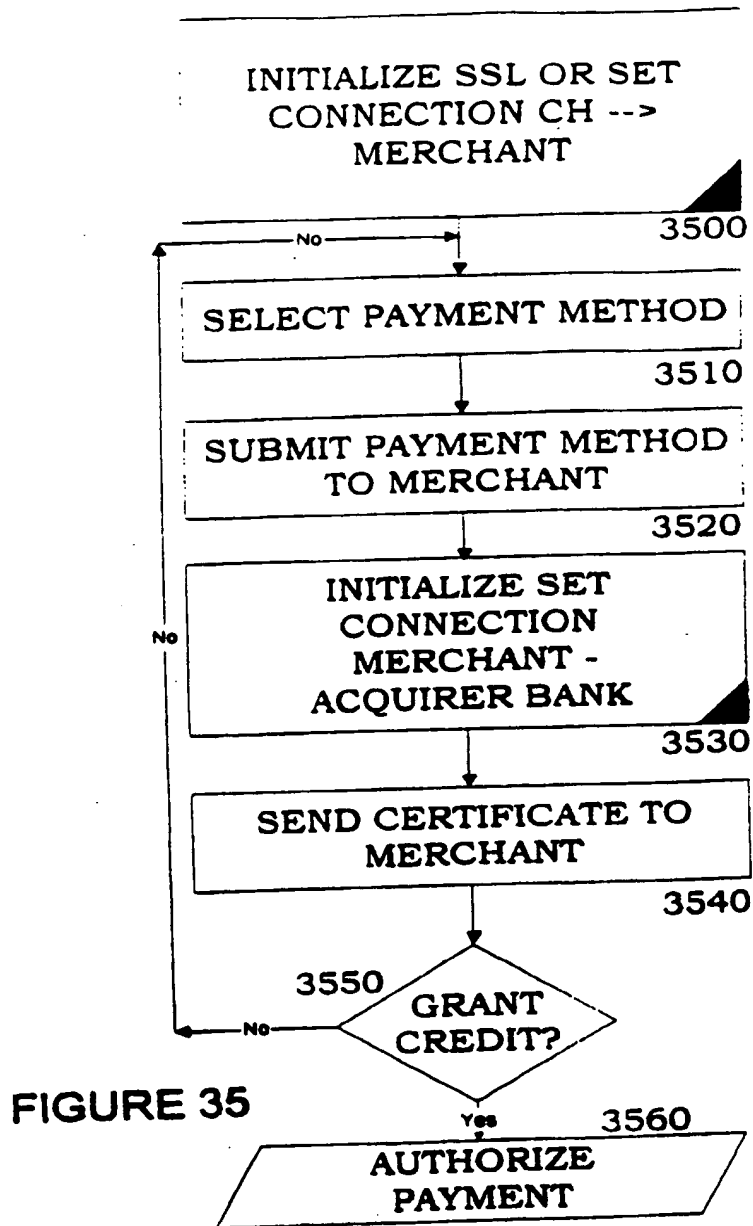 INITIALIZE SSL OR SET
CONNECTION CH -->
MERCHANT
3500
No
SELECT PAYMENT METHOD
3510
SUBMIT PAYMENT METHOD
TO MERCHANT
3520
INITIALIZE SET
CONNECTION
MERCHANT -
ACQUIRER BANK
No
3530
SEND CERTIFICATE TO
MERCHANT
3540
3550
GRANT
CREDIT?
No
FIGURE 35
Yes
3560
AUTHORIZE
PAYMENT